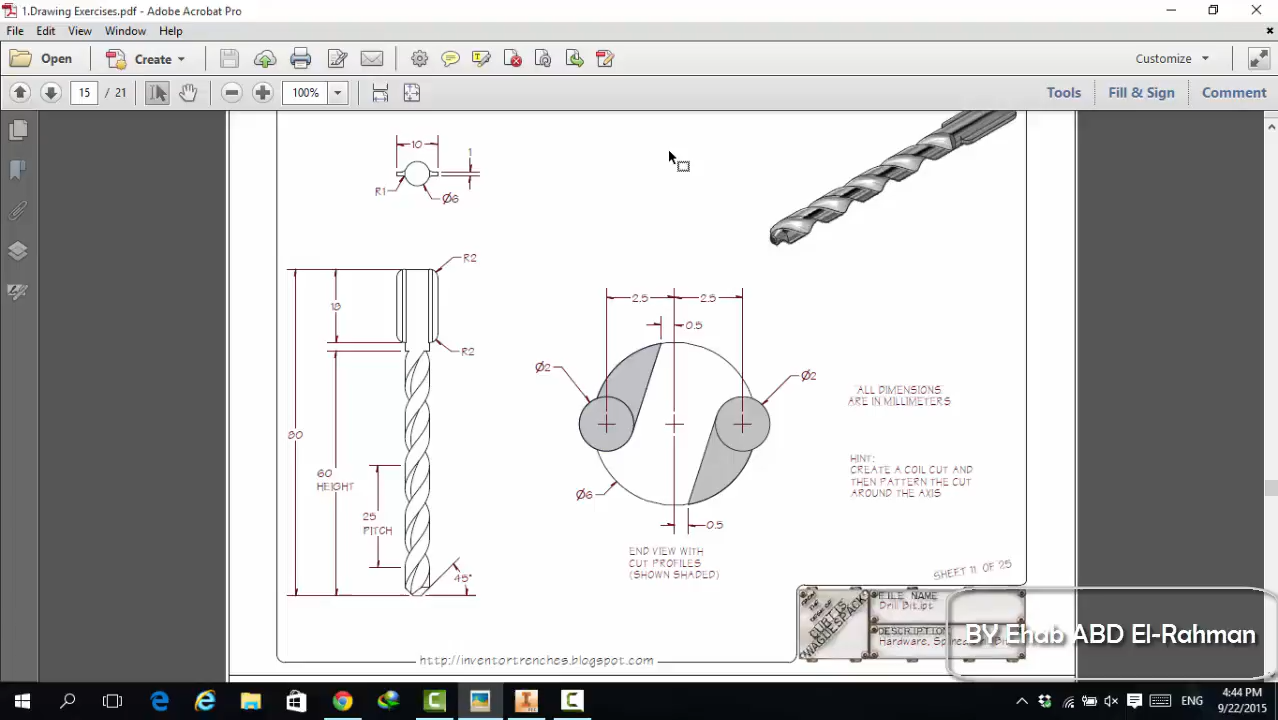 1.Drawing Exercises.pdf - Adobe Acrobat Pro
File Edit View Window Help
Open Create Customize
15 / 21 100% Tools Fill & Sign Comment
10
1
R1
Ø6
R2
R2
80
60
HEIGHT
25
PITCH
45°
2.5 2.5
0.5
Ø2 Ø2
Ø6
0.5
END VIEW WITH
CUT PROFILES
(SHOWN SHADED)
ALL DIMENSIONS
ARE IN MILLIMETERS
HINT:
CREATE A COIL CUT AND
THEN PATTERN THE CUT
AROUND THE AXIS
SHEET 11 OF 25
FILE NAME
Drill Bit.ipt
DESCRIPTION
Hardware,
BY Ehab ABD El-Rahman
http://inventortrenches.blogspot.com
ENG
4:44 PM
9/22/2015